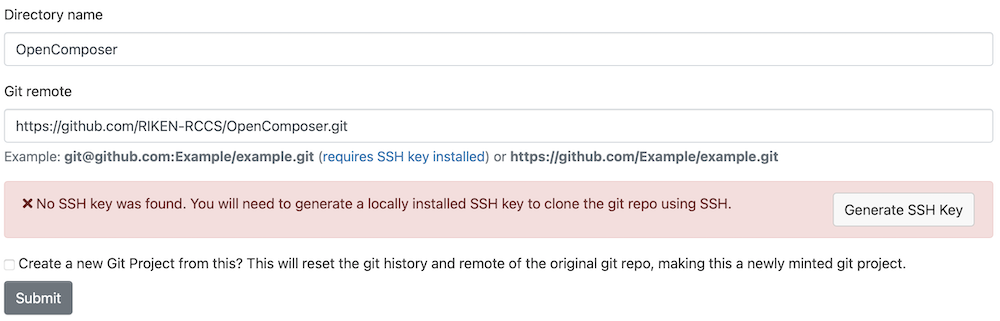 Directory name
OpenComposer
Git remote
https://github.com/RIKEN-RCCS/OpenComposer.git
Example: git@github.com:Example/example.git (requires SSH key installed) or https://github.com/Example/example.git
✖ No SSH key was found. You will need to generate a locally installed SSH key to clone the git repo using SSH.
Generate SSH Key
Create a new Git Project from this? This will reset the git history and remote of the original git repo, making this a newly minted git project.
Submit